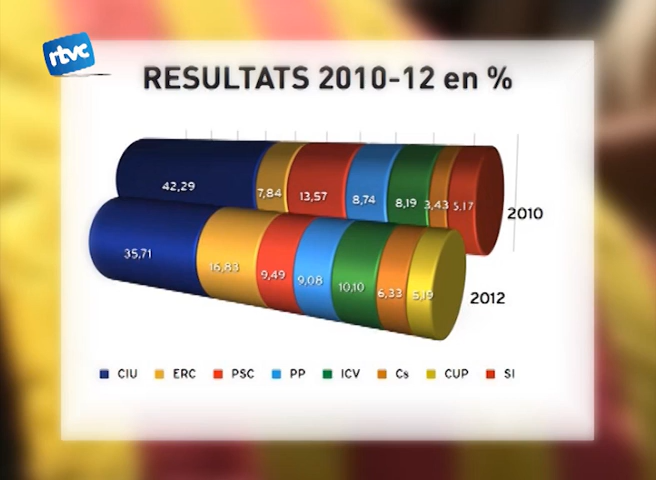 rtvc
RESULTATS 2010-12 en %
42,29 7,84 13,57 8,74 8,19 3,43 5,17 2010
35,71 16,83 9,49 9,08 10,10 6,33 5,19 2012
CIU ERC PSC PP ICV Cs CUP SI